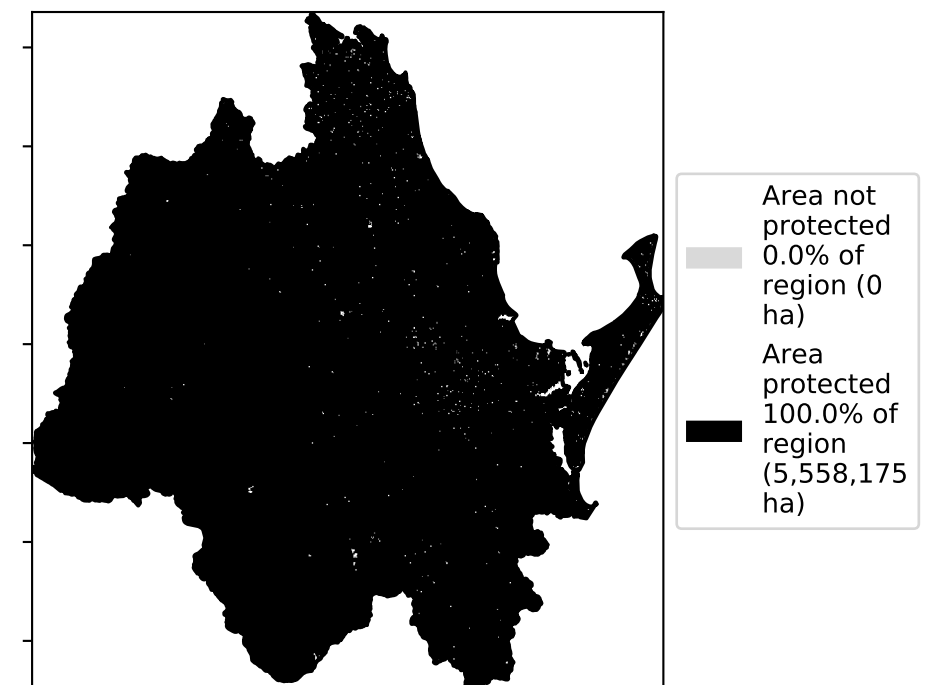 Area not
protected
0.0% of
region (0
ha)
Area
protected
100.0% of
region
(5,558,175
ha)